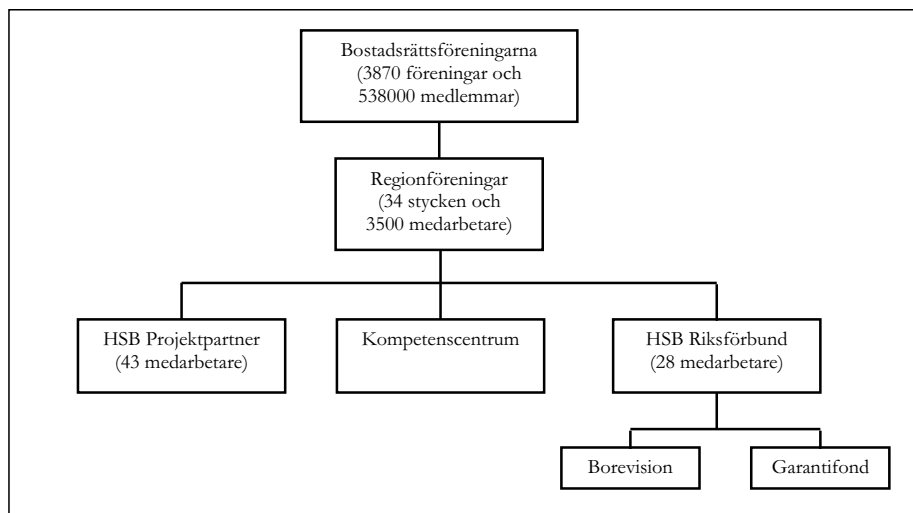 Bostadsrättsföreningarna
(3870 föreningar och
538000 medlemmar)
Regionföreningar
(34 stycken och
3500 medarbetare)
HSB Projektpartner
(43 medarbetare)
Kompetenscentrum
HSB Riksförbund
(28 medarbetare)
Borevision
Garantifond